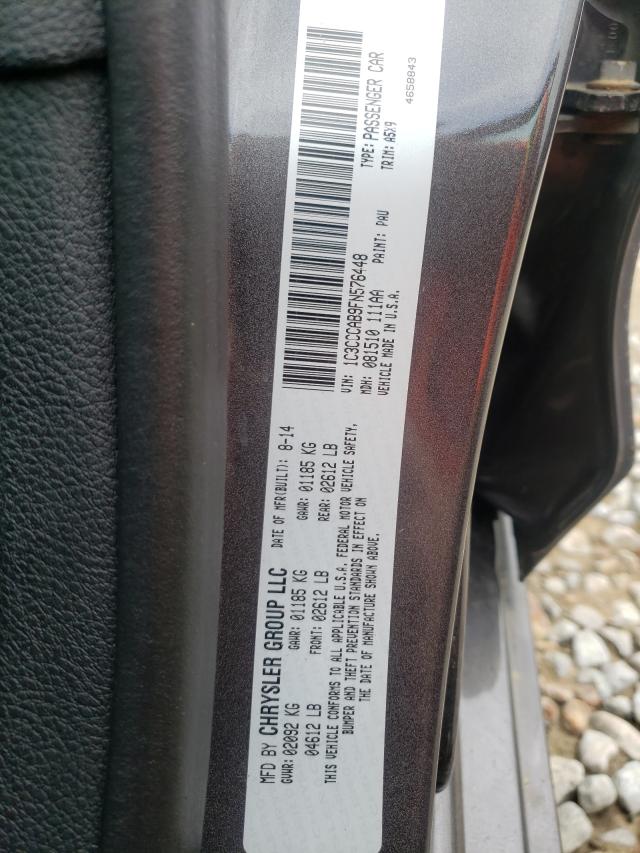 MFD BY CHRYSLER GROUP LLC DATE OF MFR(BUILT): 8-14
GVWR: 02092 KG GAWR: 01185 KG GAWR: 01185 KG
04612 LB FRONT: 02612 LB REAR: 02612 LB
THIS VEHICLE CONFORMS TO ALL APPLICABLE U.S.A. FEDERAL MOTOR VEHICLE SAFETY,
BUMPER AND THEFT PREVENTION STANDARDS IN EFFECT ON
THE DATE OF MANUFACTURE SHOWN ABOVE.
VIN: 1C3CCCAB9FN576448 TYPE: PASSENGER CAR
MDH: 081510 111AA PAINT: PAU TRIM: A5X9
VEHICLE MADE IN U.S.A.
4658843